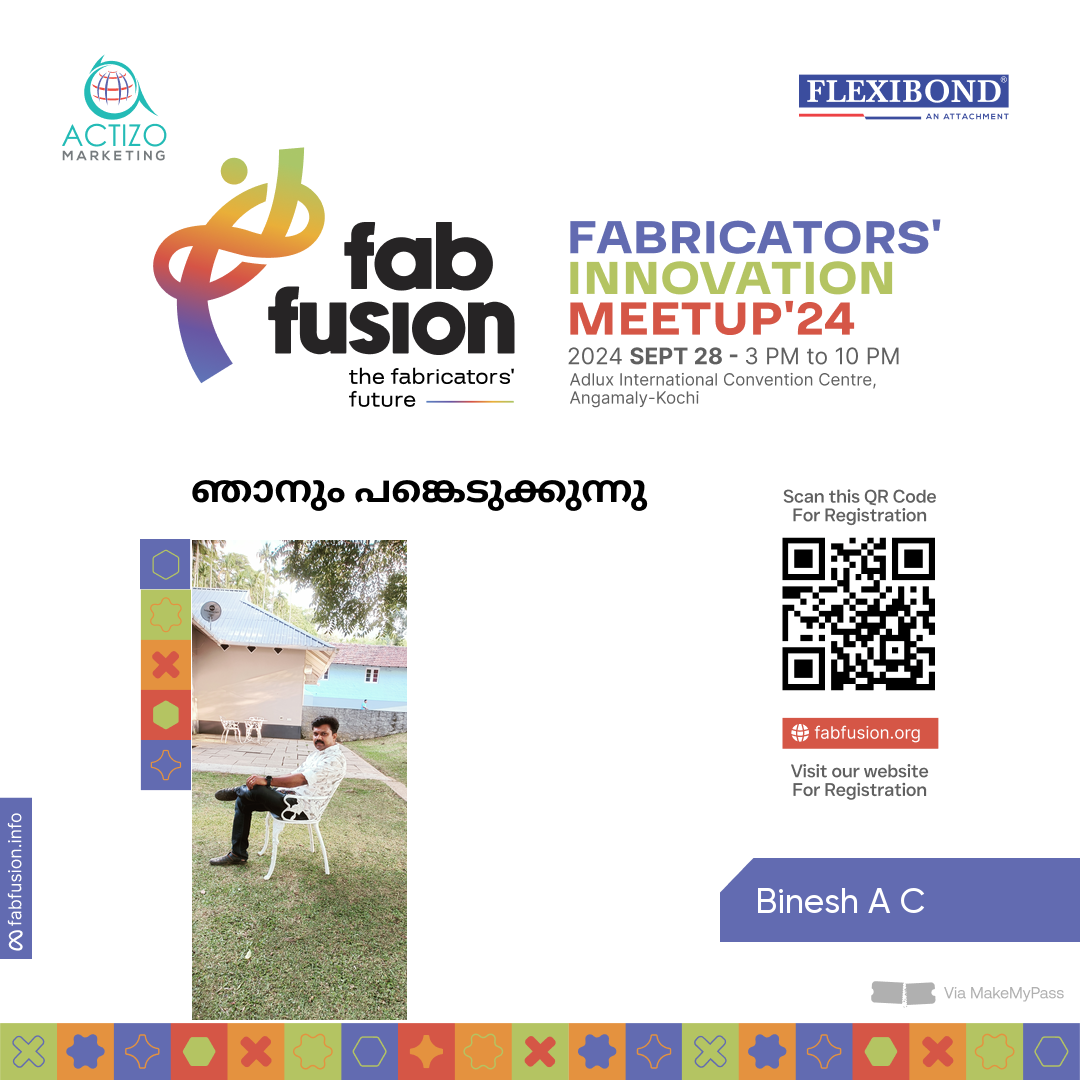 ACTIZO
MARKETING
FLEXIBOND®
AN ATTACHMENT
fab
fusion
the fabricators'
future
FABRICATORS'
INNOVATION
MEETUP'24
2024 SEPT 28 - 3 PM to 10 PM
Adlux International Convention Centre,
Angamaly-Kochi
ഞാനും പങ്കെടുക്കുന്നു
Scan this QR Code
For Registration
fabfusion.org
Visit our website
For Registration
fabfusion.info
Binesh A C
Via MakeMyPass